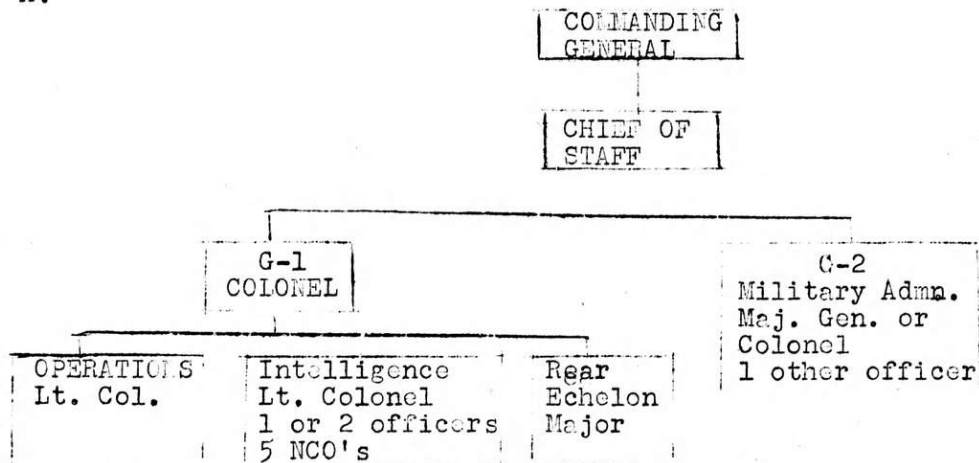 COMMANDING
GENERAL
CHIEF OF
STAFF
G-1
COLONEL
G-2
Military Admn.
Maj. Gen. or
Colonel
1 other officer
OPERATIONS
Lt. Col.
Intelligence
Lt. Colonel
1 or 2 officers
5 NCO's
Rear
Echelon
Major